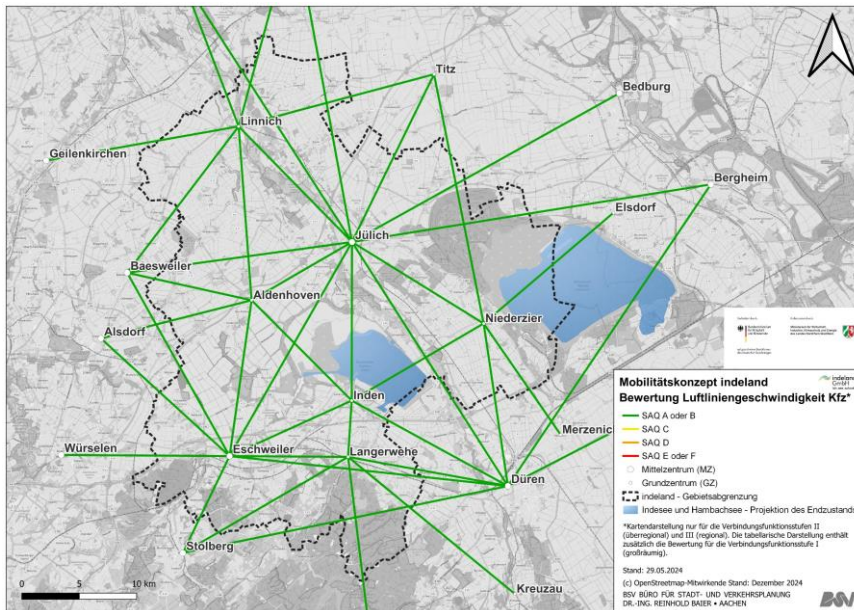 Titz
Bedburg
Linnich
Geilenkirchen
Bergheim
Elsdorf
Jülich
Baesweiler
Aldenhoven
Niederzier
Alsdorf
Inden
Merzenich
Würselen
Eschweiler
Langerwehe
Düren
Stolberg
Kreuzau
0 5 10 km
indeland
GmbH
Mobilitätskonzept indeland
Bewertung Luftliniengeschwindigkeit Kfz*
SAQ A oder B
SAQ C
SAQ D
SAQ E oder F
Mittelzentrum (MZ)
Grundzentrum (GZ)
indeland - Gebietsabgrenzung
Indesee und Hambachsee - Projektion des Endzustands
*Kartendarstellung nur für die Verbindungsfunktionsstufen II
(überregional) und III (regional). Die tabellarische Darstellung enthält
zusätzlich die Bewertung für die Verbindungsfunktionsstufe I
(großräumig).
Stand: 29.05.2024
(c) OpenStreetmap-Mitwirkende Stand: Dezember 2024
BSV BÜRO FÜR STADT- UND VERKEHRSPLANUNG
DR.-ING. REINHOLD BAIER • AACHEN
BSV